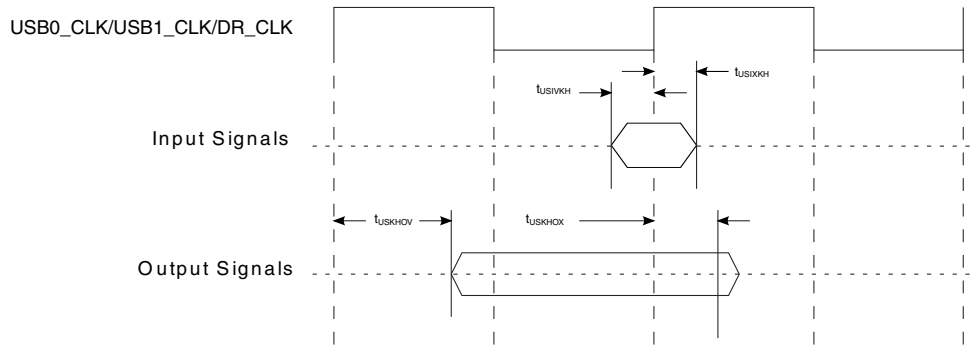 USB0_CLK/USB1_CLK/DR_CLK
tUSIXKH
tUSIVKH
Input Signals
tUSKHOV
tUSKHOX
Output Signals